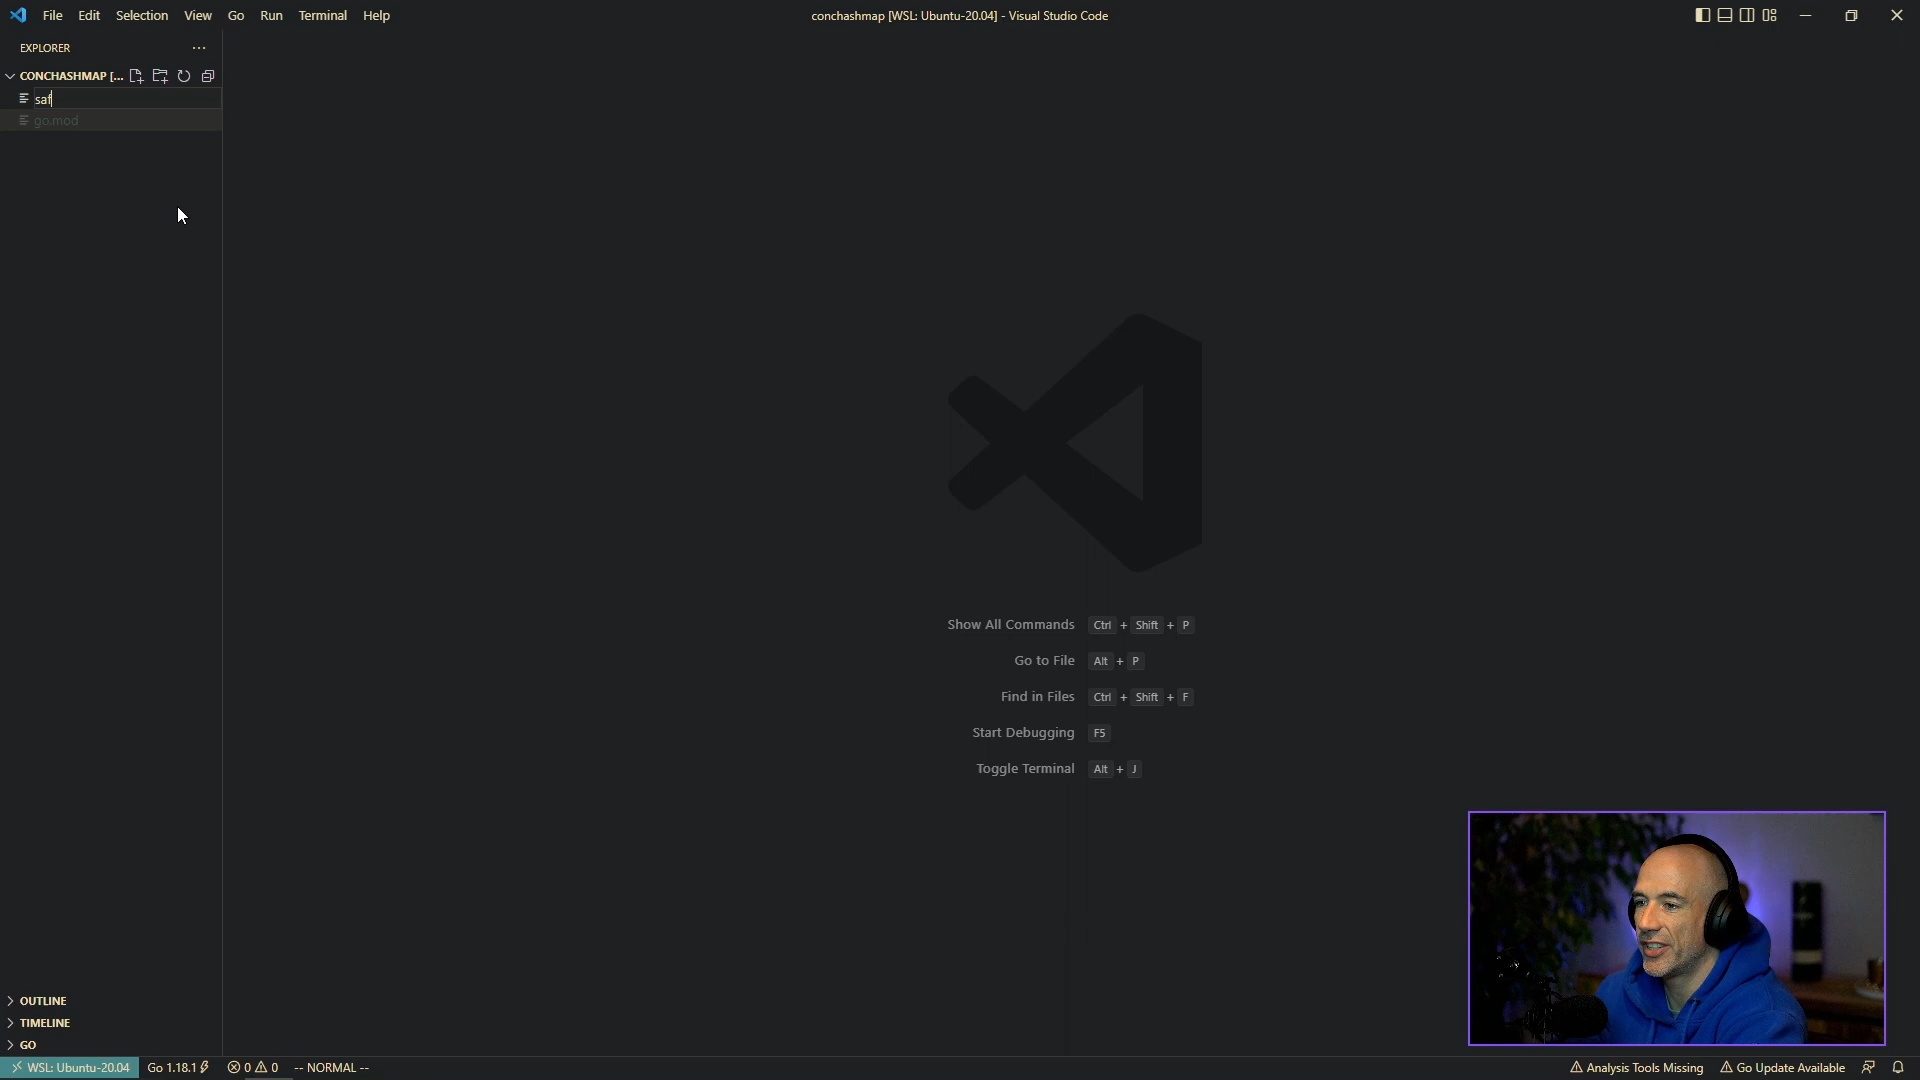 File Edit Selection View Go Run Terminal Help
conchashmap [WSL: Ubuntu-20.04] - Visual Studio Code
EXPLORER
CONCHASHMAP [...
saf
go.mod
Show All Commands Ctrl + Shift + P
Go to File Alt + P
Find in Files Ctrl + Shift + F
Start Debugging F5
Toggle Terminal Alt + J
OUTLINE
TIMELINE
GO
WSL: Ubuntu-20.04 Go 1.18.1 0 0 -- NORMAL -- Analysis Tools Missing Go Update Available